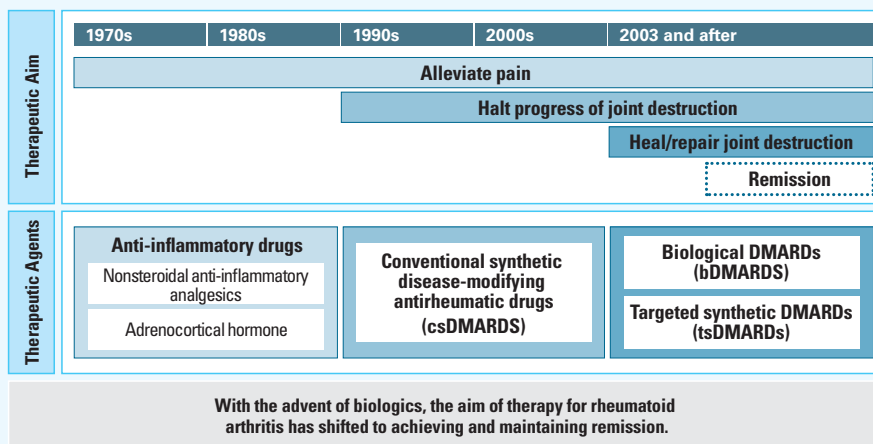 Therapeutic Aim
1970s
1980s
1990s
2000s
2003 and after
Alleviate pain
Halt progress of joint destruction
Heal/repair joint destruction
Remission
Therapeutic Agents
Anti-inflammatory drugs
Nonsteroidal anti-inflammatory
analgesics
Adrenocortical hormone
Conventional synthetic
disease-modifying
antirheumatic drugs
(csDMARDS)
Biological DMARDs
(bDMARDS)
Targeted synthetic DMARDs
(tsDMARDs)
With the advent of biologics, the aim of therapy for rheumatoid
arthritis has shifted to achieving and maintaining remission.